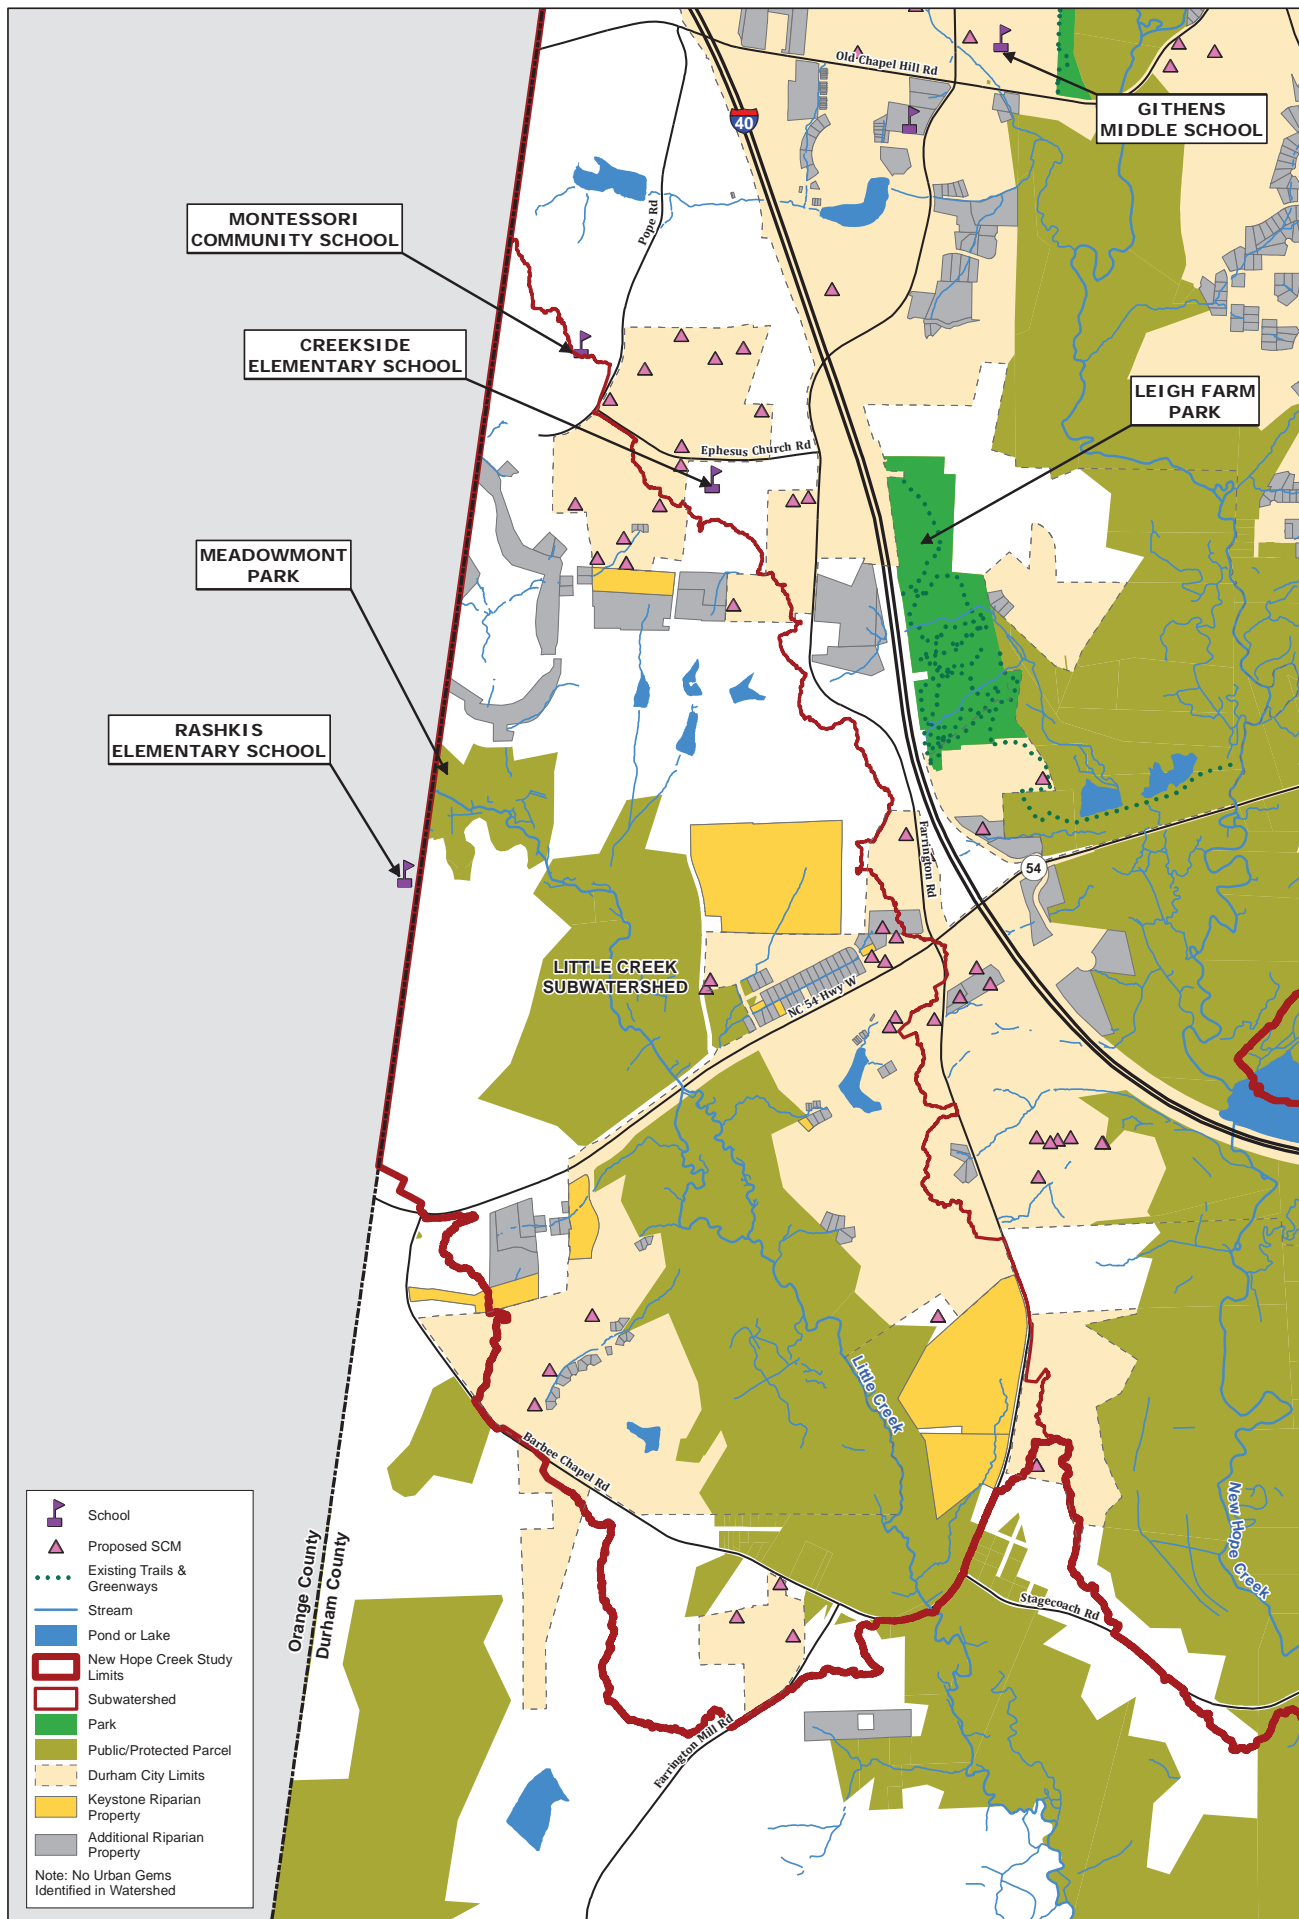 Old Chapel Hill Rd
40
GITHENS
MIDDLE SCHOOL
MONTESSORI
COMMUNITY SCHOOL
Pope Rd
CREEKSIDE
ELEMENTARY SCHOOL
LEIGH FARM
PARK
Ephesus Church Rd
MEADOWMONT
PARK
RASHKIS
ELEMENTARY SCHOOL
Farrington Rd
54
LITTLE CREEK
SUBWATERSHED
NC 54 Hwy W
Little Creek
Barbee Chapel Rd
New Hope Creek
Stagecoach Rd
Farrington Mill Rd
Orange County
Durham County
School
Proposed SCM
Existing Trails &
Greenways
Stream
Pond or Lake
New Hope Creek Study
Limits
Subwatershed
Park
Public/Protected Parcel
Durham City Limits
Keystone Riparian
Property
Additional Riparian
Property
Note: No Urban Gems
Identified in Watershed